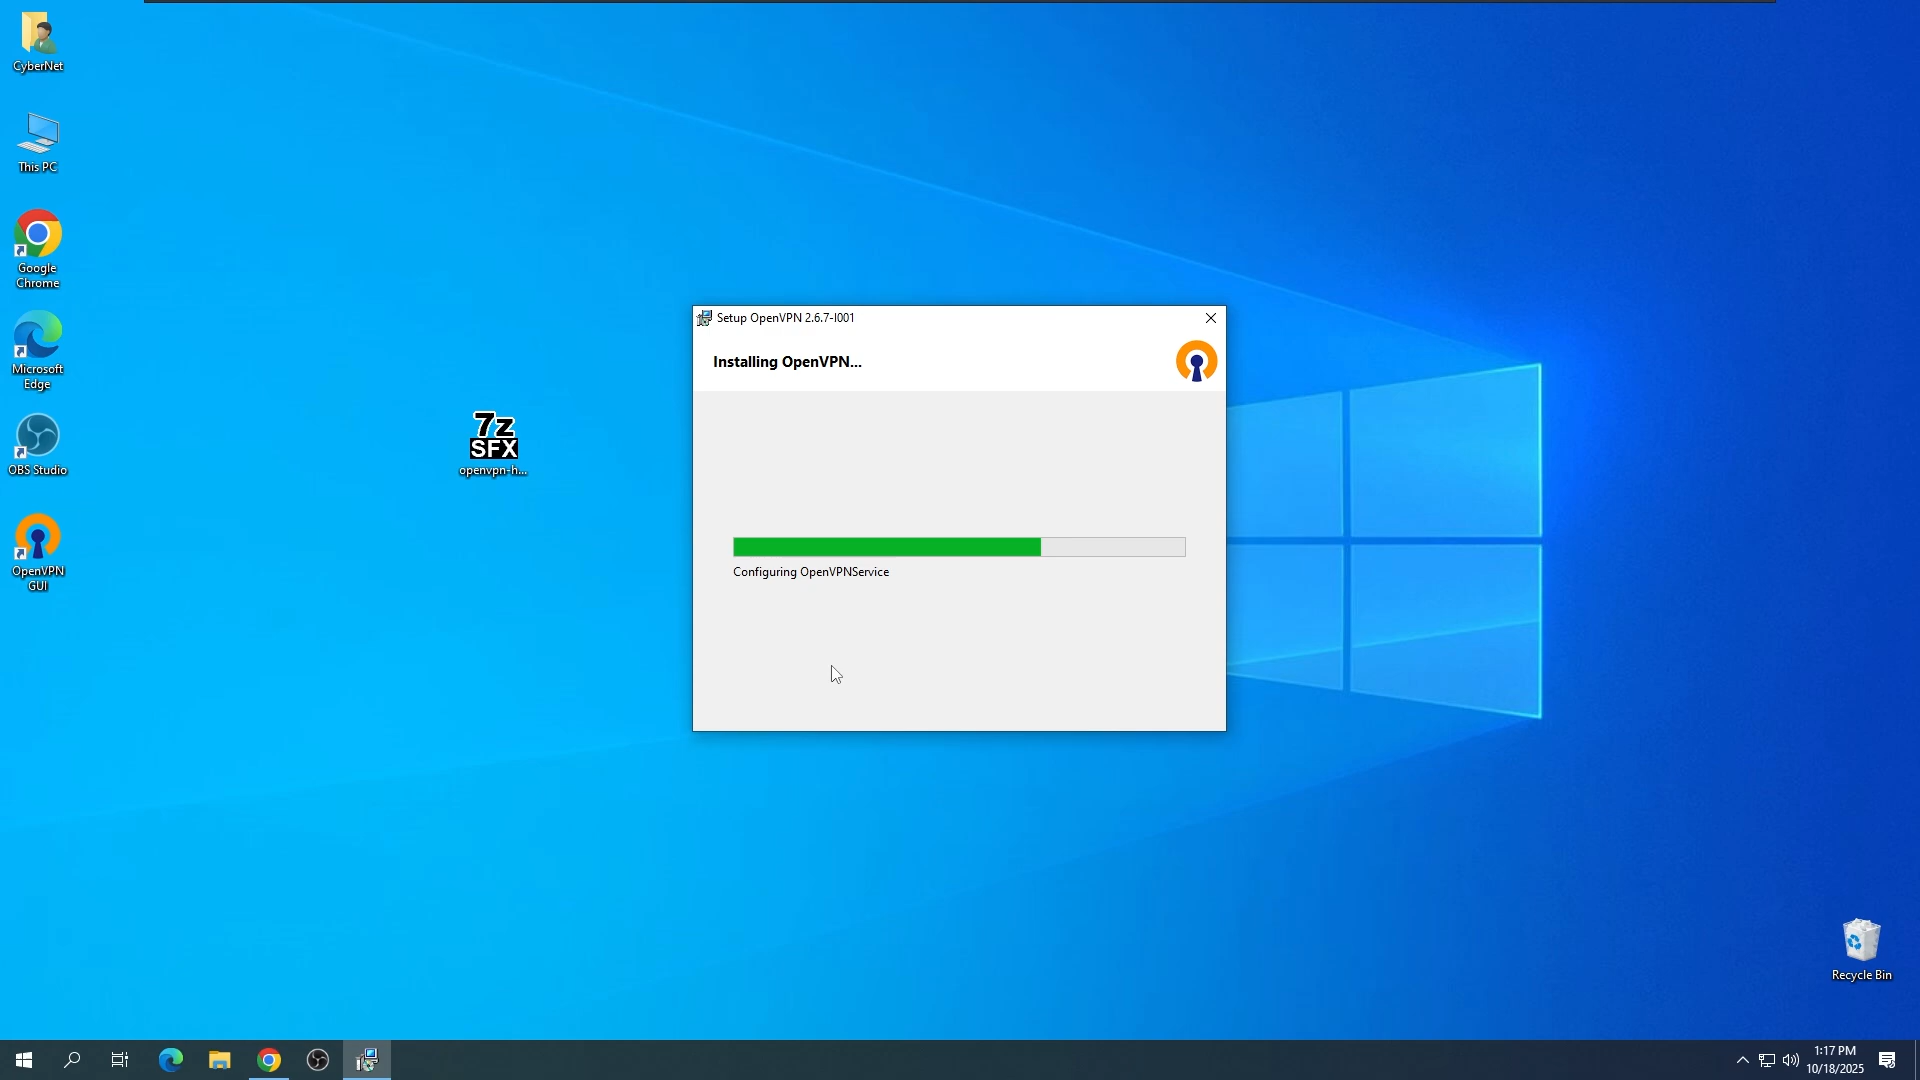 CyberNet
This PC
Google
Chrome
Microsoft
Edge
OBS Studio
OpenVPN
GUI
7z
SFX
openvpn-h...
Setup OpenVPN 2.6.7-I001
Installing OpenVPN...
Configuring OpenVPNService
Recycle Bin
1:17 PM
10/18/2025